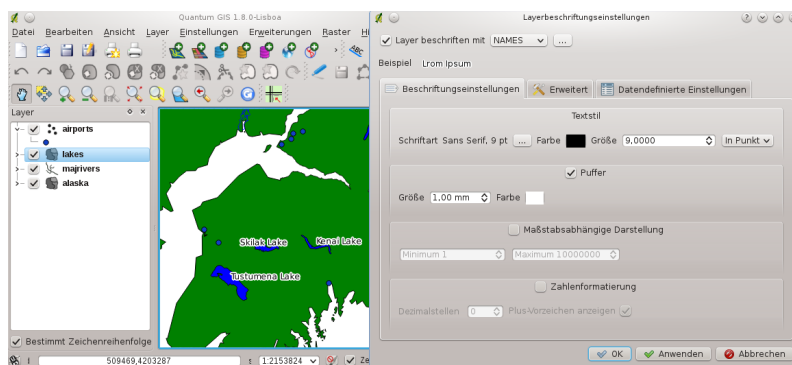 Quantum GIS 1.8.0-Lisboa
Datei Bearbeiten Ansicht Layer Einstellungen Erweiterungen Raster
Layer
airports
lakes
majrivers
alaska
Skilak Lake
Kenai Lake
Tustumena Lake
Bestimmt Zeichenreihenfolge
509469,4203287
1:2153824
Ze
Layerbeschriftungseinstellungen
Layer beschriften mit NAMES ...
Beispiel Lrom Ipsum
Beschriftungseinstellungen Erweitert Datendefinierte Einstellungen
Textstil
Schriftart Sans Serif, 9 pt ... Farbe Größe 9,0000 In Punkt
Puffer
Größe 1,00 mm Farbe
Maßstabsabhängige Darstellung
Minimum 1 Maximum 10000000
Zahlenformatierung
Dezimalstellen 0 Plus-Vorzeichen anzeigen
OK Anwenden Abbrechen